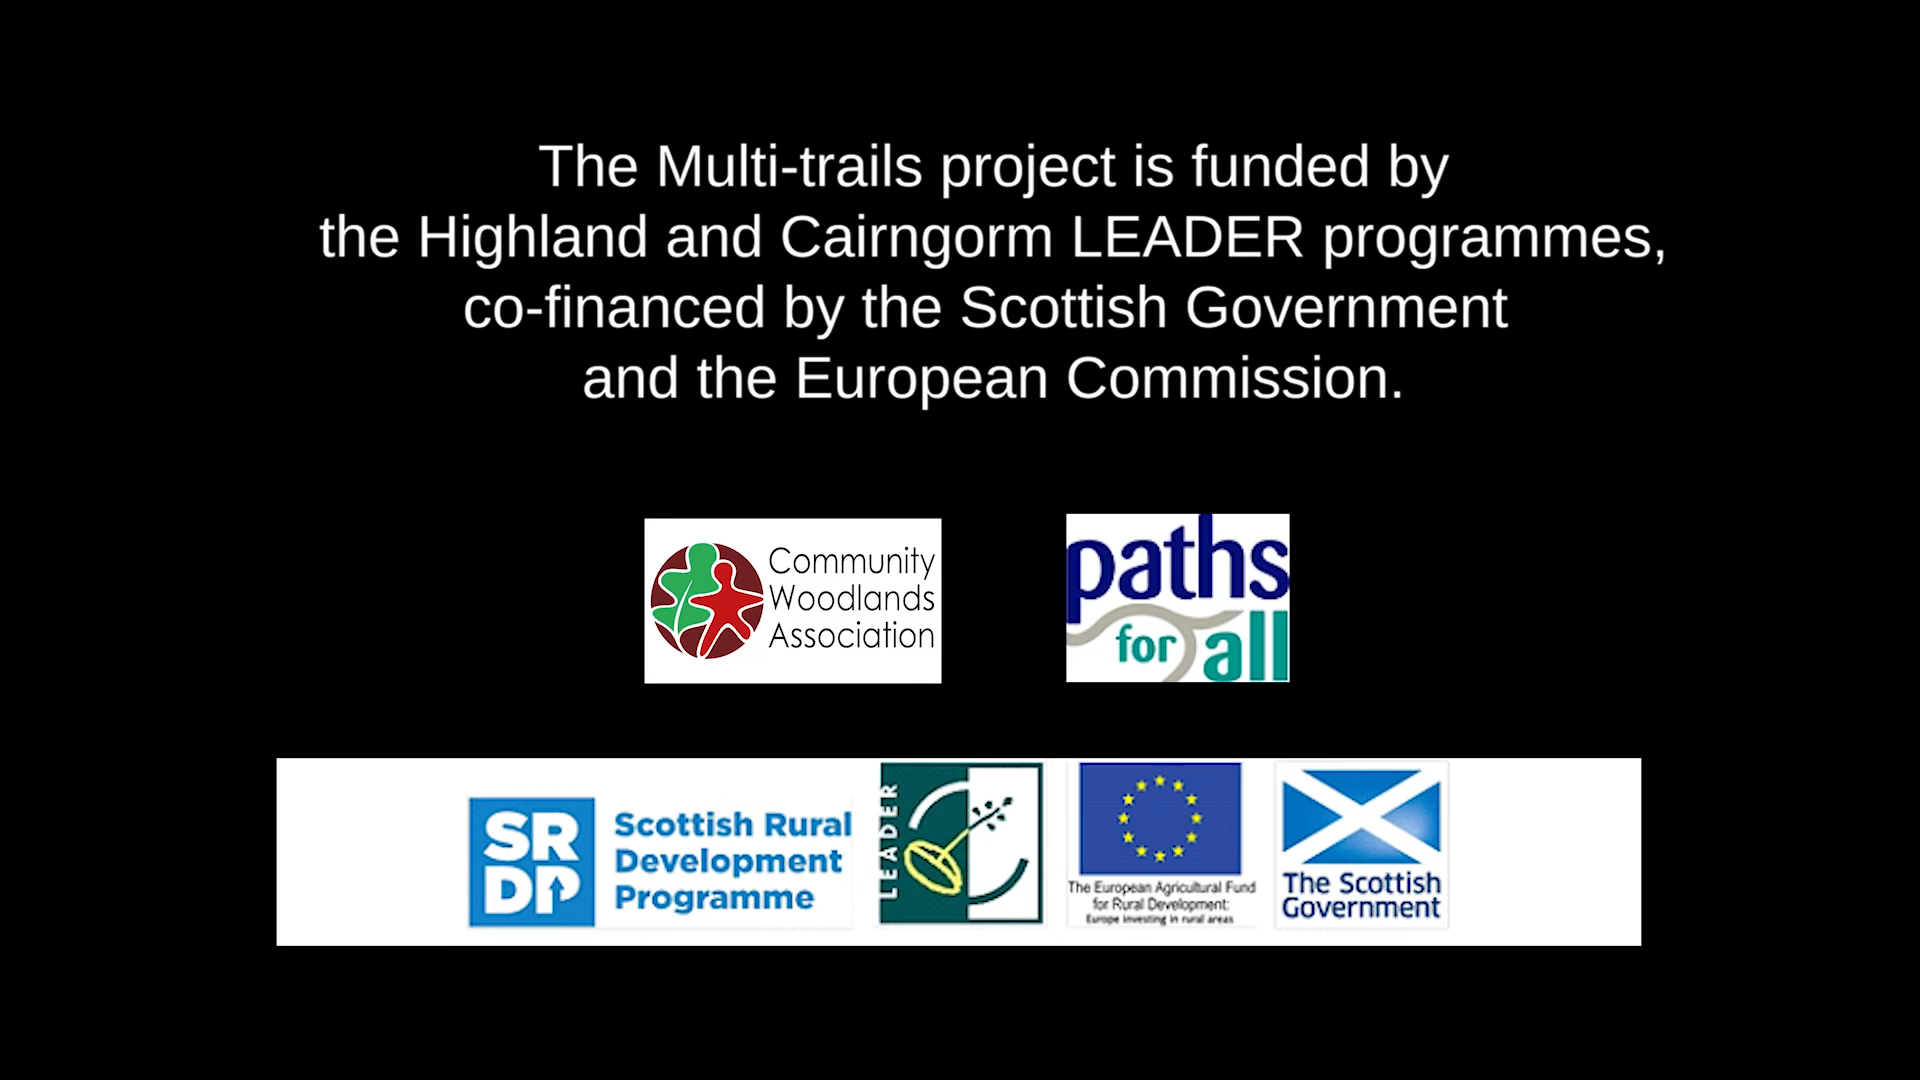 The Multi-trails project is funded by
the Highland and Cairngorm LEADER programmes,
co-financed by the Scottish Government
and the European Commission.
Community
Woodlands
Association
paths
for all
SR
DP
Scottish Rural
Development
Programme
LEADER
The European Agricultural Fund
for Rural Development:
Europe investing in rural areas
The Scottish
Government